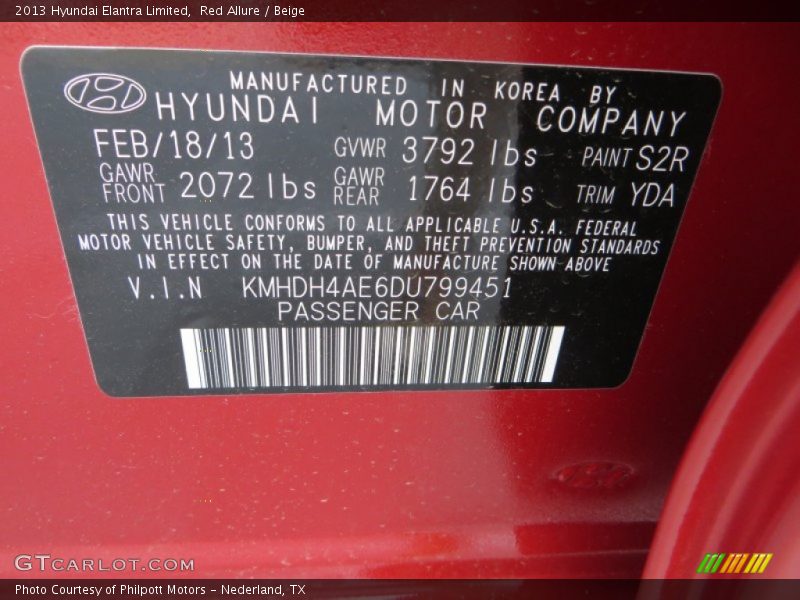 2013 Hyundai Elantra Limited,  Red Allure / Beige
MANUFACTURED IN KOREA BY
HYUNDAI MOTOR COMPANY
FEB/18/13 GVWR 3792 lbs PAINT S2R
GAWR FRONT 2072 lbs GAWR REAR 1764 lbs TRIM YDA
THIS VEHICLE CONFORMS TO ALL APPLICABLE U.S.A. FEDERAL
MOTOR VEHICLE SAFETY, BUMPER, AND THEFT PREVENTION STANDARDS
IN EFFECT ON THE DATE OF MANUFACTURE SHOWN ABOVE
V.I.N KMHDH4AE6DU799451
PASSENGER CAR
GTCARLOT.COM
Photo Courtesy of Philpott Motors - Nederland, TX